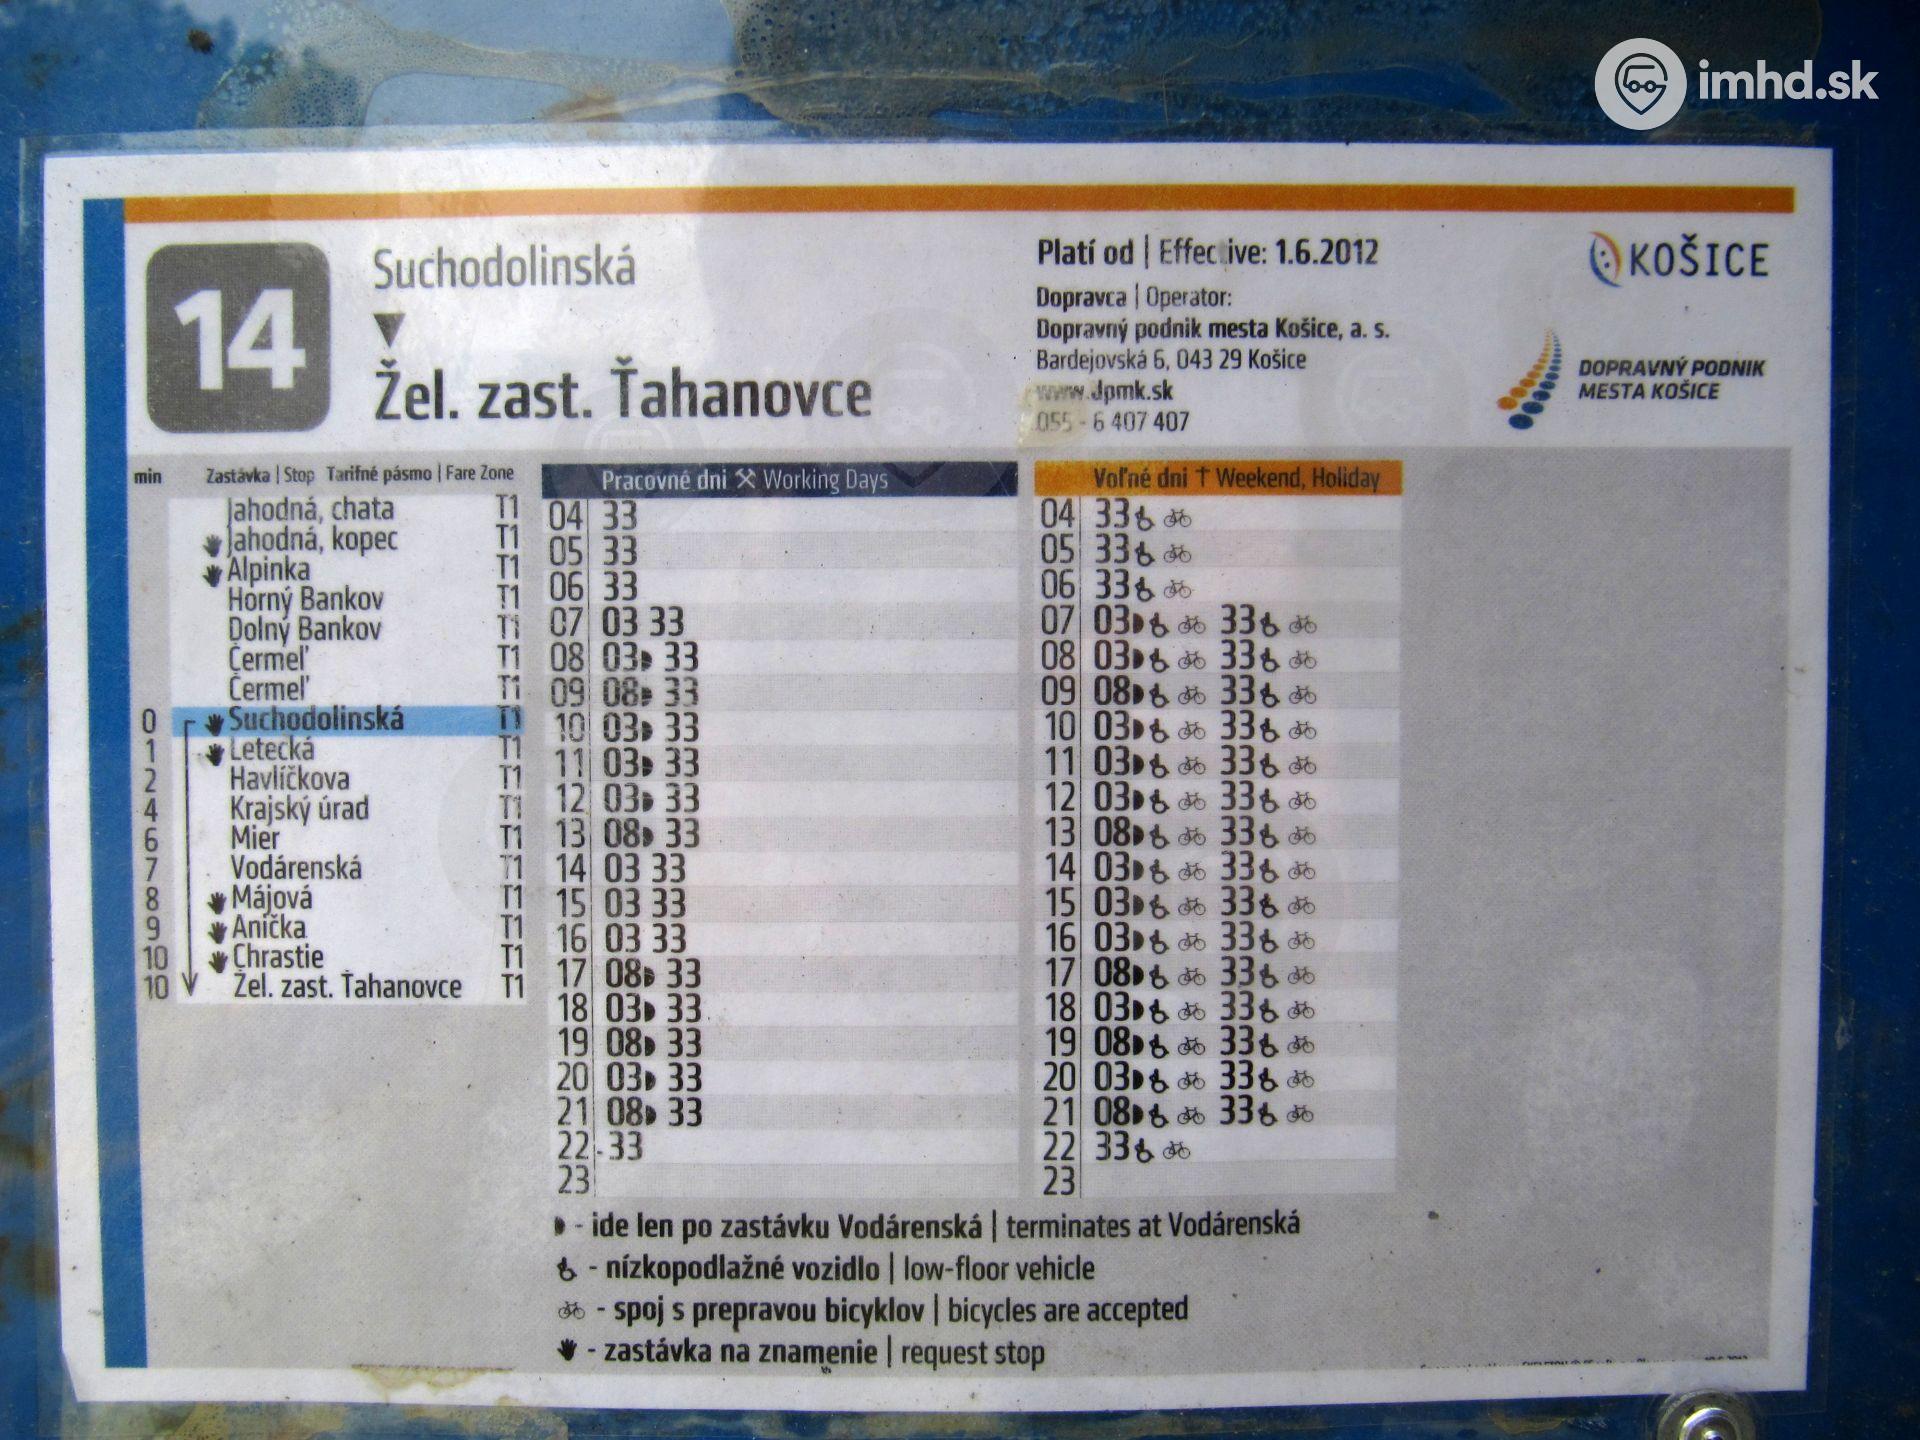 imhd.sk
14
Suchodolinská
Žel. zast. Ťahanovce
Platí od | Effective: 1.6.2012
Dopravca | Operator:
Dopravný podnik mesta Košice, a. s.
Bardejovská 6, 043 29 Košice
www.dpmk.sk
055 - 6 407 407
KOŠICE
DOPRAVNÝ PODNIK
MESTA KOŠICE
min Zastávka | Stop Tarifné pásmo | Fare Zone
Jahodná, chata T1
Jahodná, kopec T1
Alpinka T1
Horný Bankov T1
Dolný Bankov T1
Čermeľ T1
Čermeľ T1
0 Suchodolinská T1
1 Letecká T1
2 Havlíčkova T1
4 Krajský úrad T1
6 Mier T1
7 Vodárenská T1
8 Májová T1
9 Anička T1
10 Chrastie T1
10 Žel. zast. Ťahanovce T1
Pracovné dni Working Days
04 33
05 33
06 33
07 03 33
08 03 33
09 08 33
10 03 33
11 03 33
12 03 33
13 08 33
14 03 33
15 03 33
16 03 33
17 08 33
18 03 33
19 08 33
20 03 33
21 08 33
22 33
23
Voľné dni † Weekend, Holiday
04 33
05 33
06 33
07 03 33
08 03 33
09 08 33
10 03 33
11 03 33
12 03 33
13 08 33
14 03 33
15 03 33
16 03 33
17 08 33
18 03 33
19 08 33
20 03 33
21 08 33
22 33
23
- ide len po zastávku Vodárenská | terminates at Vodárenská
- nízkopodlažné vozidlo | low-floor vehicle
- spoj s prepravou bicyklov | bicycles are accepted
- zastávka na znamenie | request stop